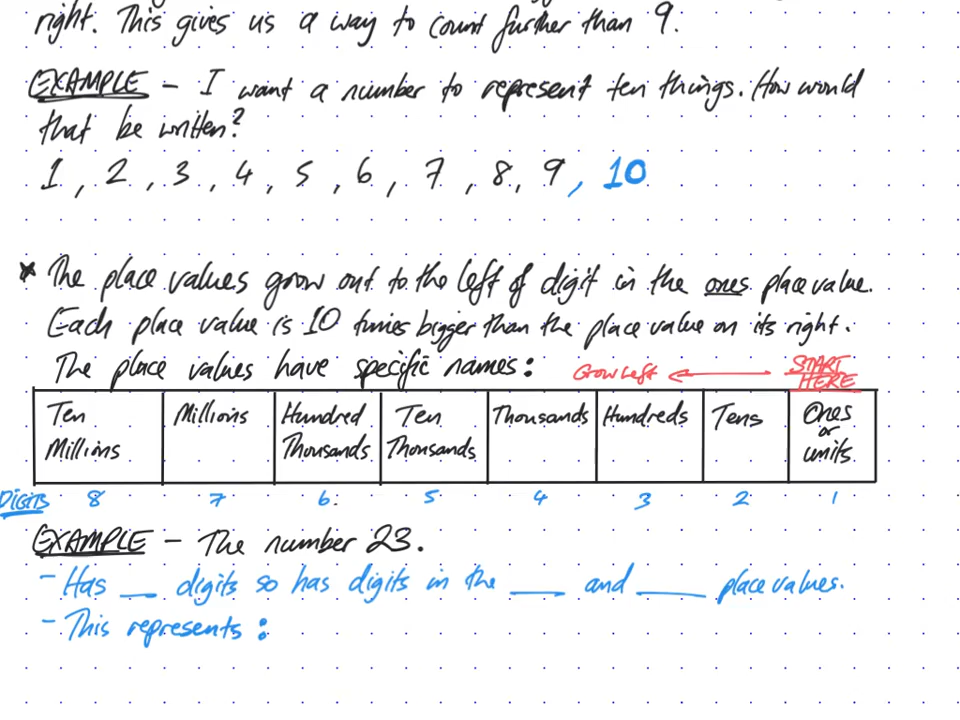 right. This gives us a way to count further than 9.
EXAMPLE - I want a number to represent ten things. How would
that be written?
1, 2, 3, 4, 5, 6, 7, 8, 9, 10
* The place values grow out to the left of digit in the ones place value.
Each place value is 10 times bigger than the place value on its right.
The place values have specific names:
Grow left ← START HERE
Ten Millions | Millions | Hundred Thousands | Ten Thousands | Thousands | Hundreds | Tens | Ones or units
Digits 8 7 6. 5 4 3 2 1
EXAMPLE - The number 23.
- Has __ digits so has digits in the ___ and ____ place values.
- This represents: